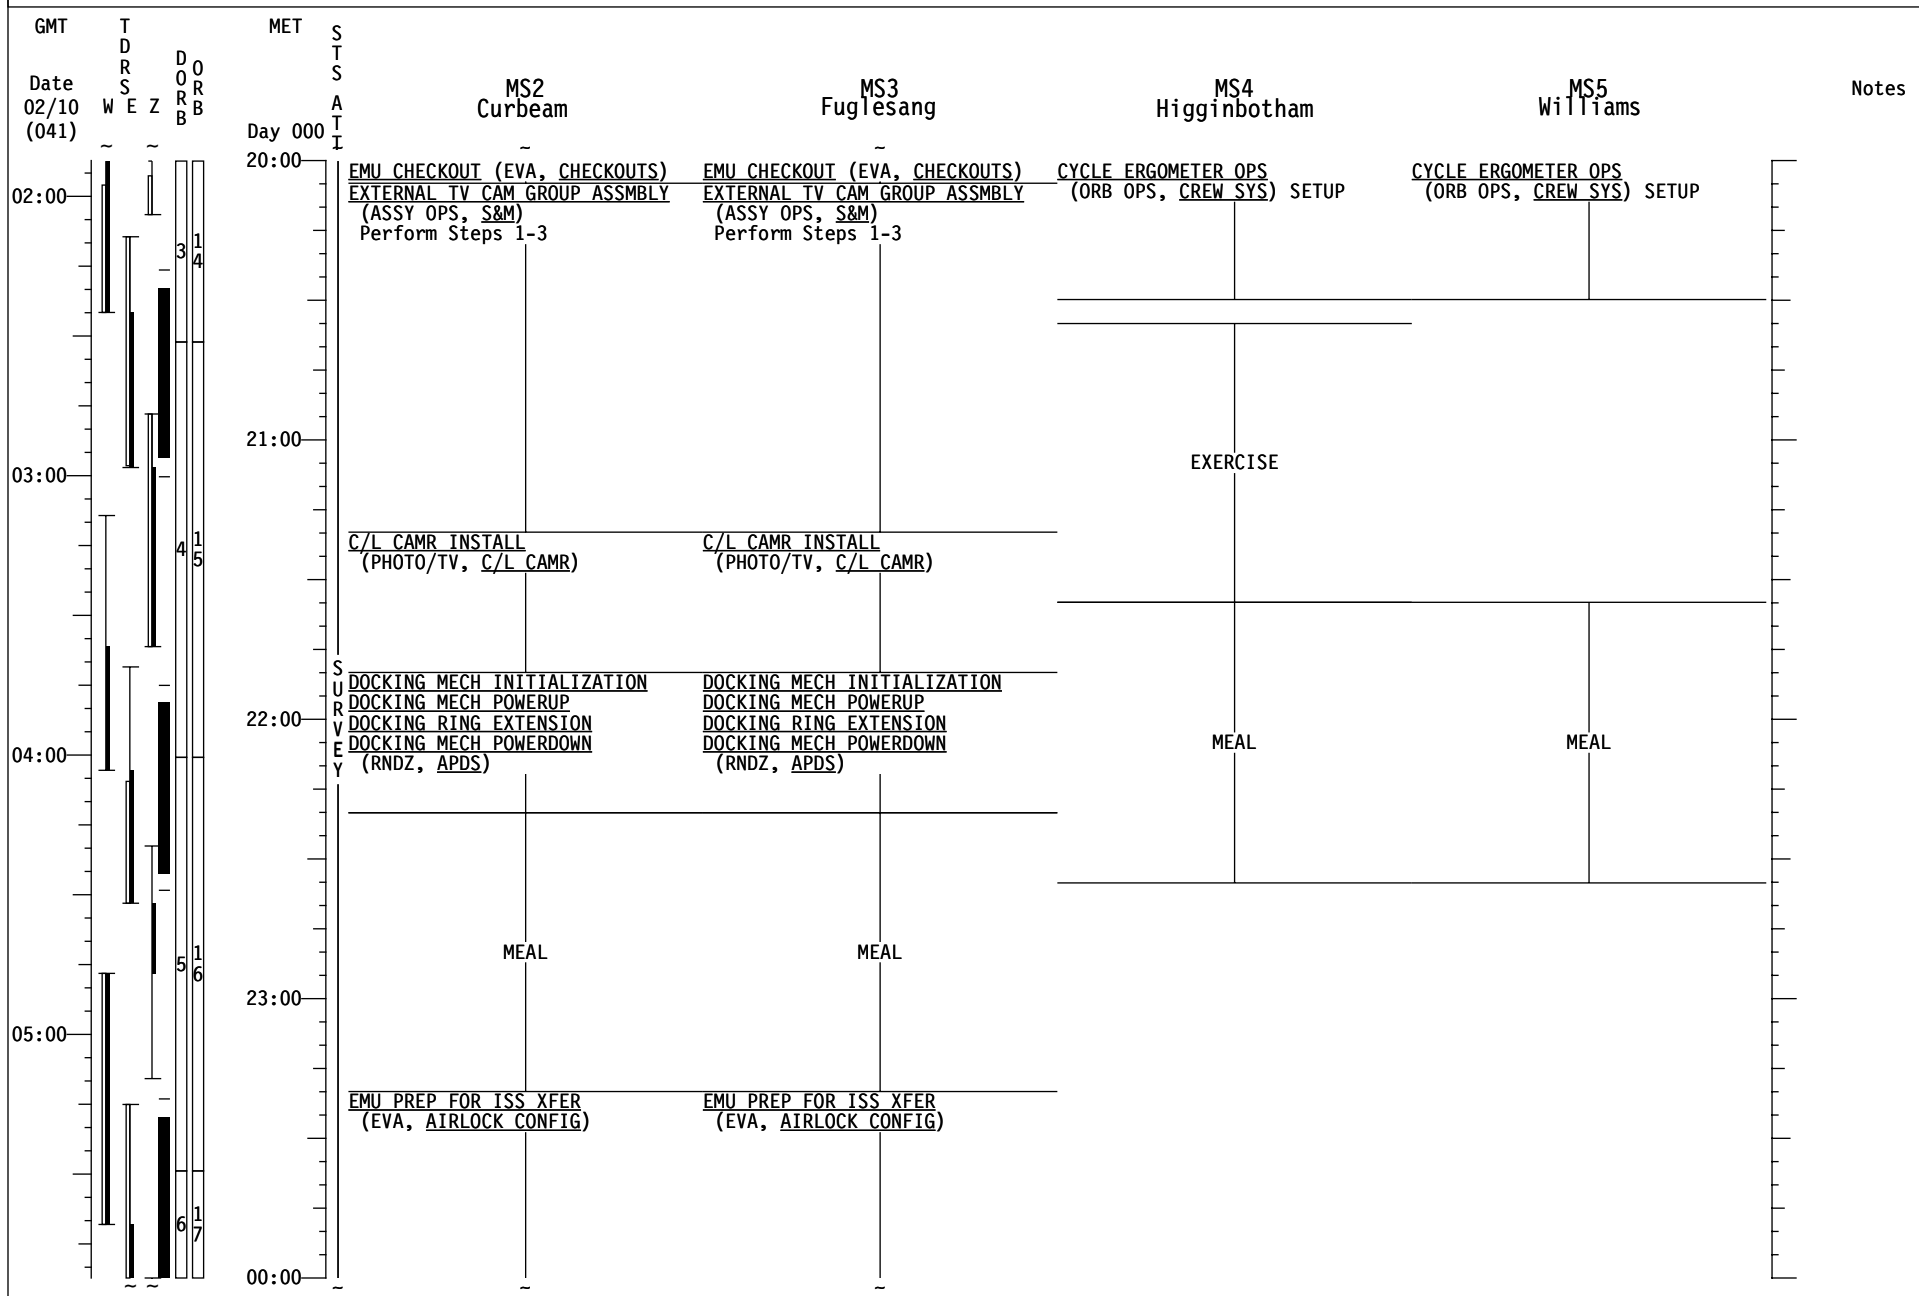 GMT
TDRS
MET
STS ATT
DORB
ORB
Date
02/10
(041)
W E Z
Day 000
MS2
Curbeam
MS3
Fuglesang
MS4
Higginbotham
MS5
Williams
Notes
~ ~ ~ ~ ~
20:00
EMU CHECKOUT (EVA, CHECKOUTS)
EXTERNAL TV CAM GROUP ASSMBLY
(ASSY OPS, S&M)
Perform Steps 1-3
EMU CHECKOUT (EVA, CHECKOUTS)
EXTERNAL TV CAM GROUP ASSMBLY
(ASSY OPS, S&M)
Perform Steps 1-3
CYCLE ERGOMETER OPS
(ORB OPS, CREW SYS) SETUP
CYCLE ERGOMETER OPS
(ORB OPS, CREW SYS) SETUP
02:00
3
14
21:00
EXERCISE
03:00
4
15
C/L CAMR INSTALL
(PHOTO/TV, C/L CAMR)
C/L CAMR INSTALL
(PHOTO/TV, C/L CAMR)
SURVEY
DOCKING MECH INITIALIZATION
DOCKING MECH POWERUP
DOCKING RING EXTENSION
DOCKING MECH POWERDOWN
(RNDZ, APDS)
DOCKING MECH INITIALIZATION
DOCKING MECH POWERUP
DOCKING RING EXTENSION
DOCKING MECH POWERDOWN
(RNDZ, APDS)
22:00
MEAL
MEAL
04:00
5
16
MEAL
MEAL
23:00
05:00
EMU PREP FOR ISS XFER
(EVA, AIRLOCK CONFIG)
EMU PREP FOR ISS XFER
(EVA, AIRLOCK CONFIG)
6
17
00:00
~ ~ ~ ~ ~